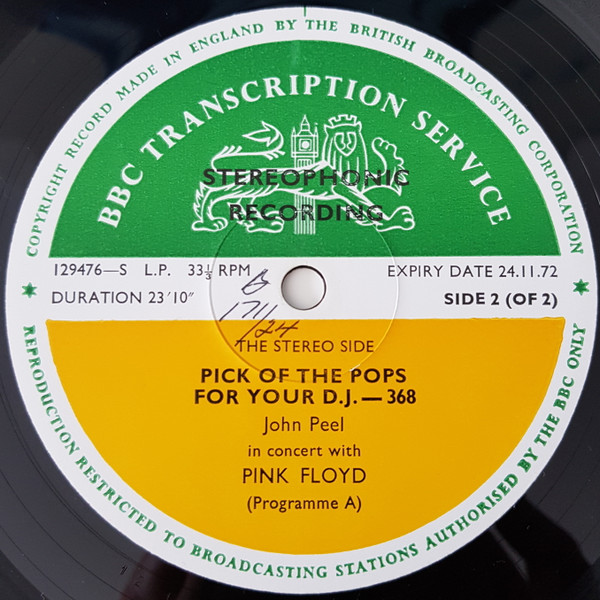 COPYRIGHT RECORD MADE IN ENGLAND BY THE BRITISH BROADCASTING CORPORATION
BBC TRANSCRIPTION SERVICE
STEREOPHONIC
RECORDING
129476—S L.P. 33⅓ RPM
EXPIRY DATE 24.11.72
DURATION 23'10"
SIDE 2 (OF 2)
171/24
THE STEREO SIDE
PICK OF THE POPS
FOR YOUR D.J.—368
John Peel
in concert with
PINK FLOYD
(Programme A)
REPRODUCTION RESTRICTED TO BROADCASTING STATIONS AUTHORISED BY THE BBC ONLY